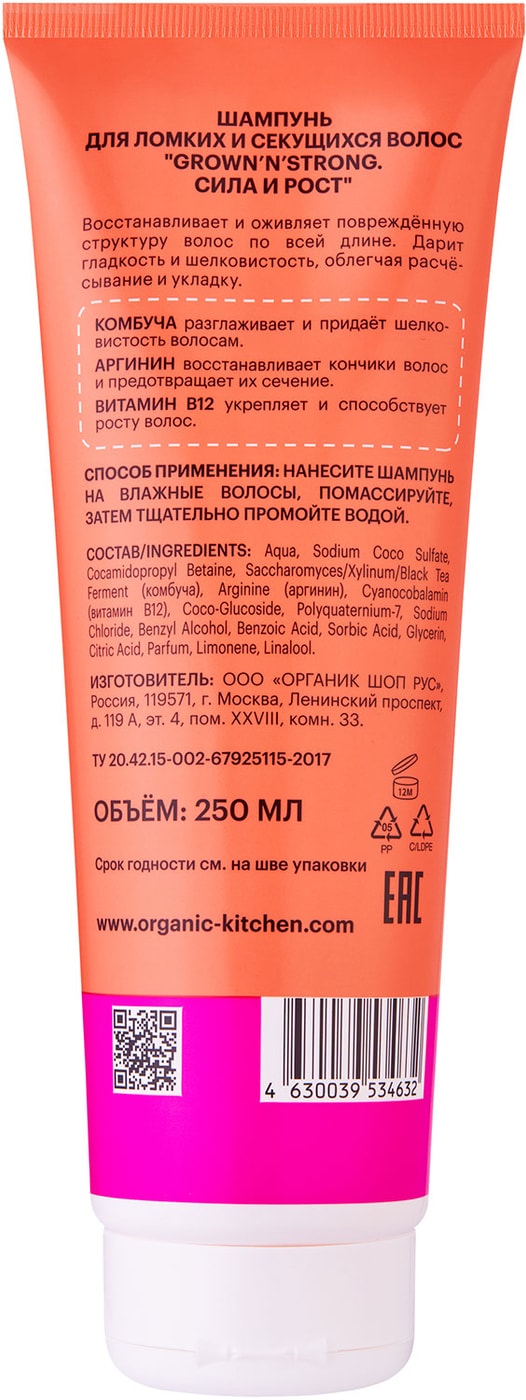 ШАМПУНЬ
ДЛЯ ЛОМКИХ И СЕКУЩИХСЯ ВОЛОС
"GROWN’N’STRONG.
СИЛА И РОСТ"
Восстанавливает и оживляет повреждённую
структуру волос по всей длине. Дарит
гладкость и шелковистость, облегчая расчё-
сывание и укладку.
КОМБУЧА разглаживает и придаёт шелко-
вистость волосам.
АРГИНИН восстанавливает кончики волос
и предотвращает их сечение.
ВИТАМИН B12 укрепляет и способствует
росту волос.
СПОСОБ ПРИМЕНЕНИЯ: НАНЕСИТЕ ШАМПУНЬ
НА ВЛАЖНЫЕ ВОЛОСЫ, ПОМАССИРУЙТЕ,
ЗАТЕМ ТЩАТЕЛЬНО ПРОМОЙТЕ ВОДОЙ.
СОСТАВ/INGREDIENTS: Aqua, Sodium Coco Sulfate,
Cocamidopropyl Betaine, Saccharomyces/Xylinum/Black Tea
Ferment (комбуча), Arginine (аргинин), Cyanocobalamin
(витамин B12), Coco-Glucoside, Polyquaternium-7, Sodium
Chloride, Benzyl Alcohol, Benzoic Acid, Sorbic Acid, Glycerin,
Citric Acid, Parfum, Limonene, Linalool.
ИЗГОТОВИТЕЛЬ: ООО «ОРГАНИК ШОП РУС»,
Россия, 119571, г. Москва, Ленинский проспект,
д. 119 А, эт. 4, пом. XXVIII, комн. 33.
ТУ 20.42.15-002-67925115-2017
12M
ОБЪЁМ: 250 МЛ
05
PP
C/LDPE
Срок годности см. на шве упаковки
EAC
www.organic-kitchen.com
4 630039 534632